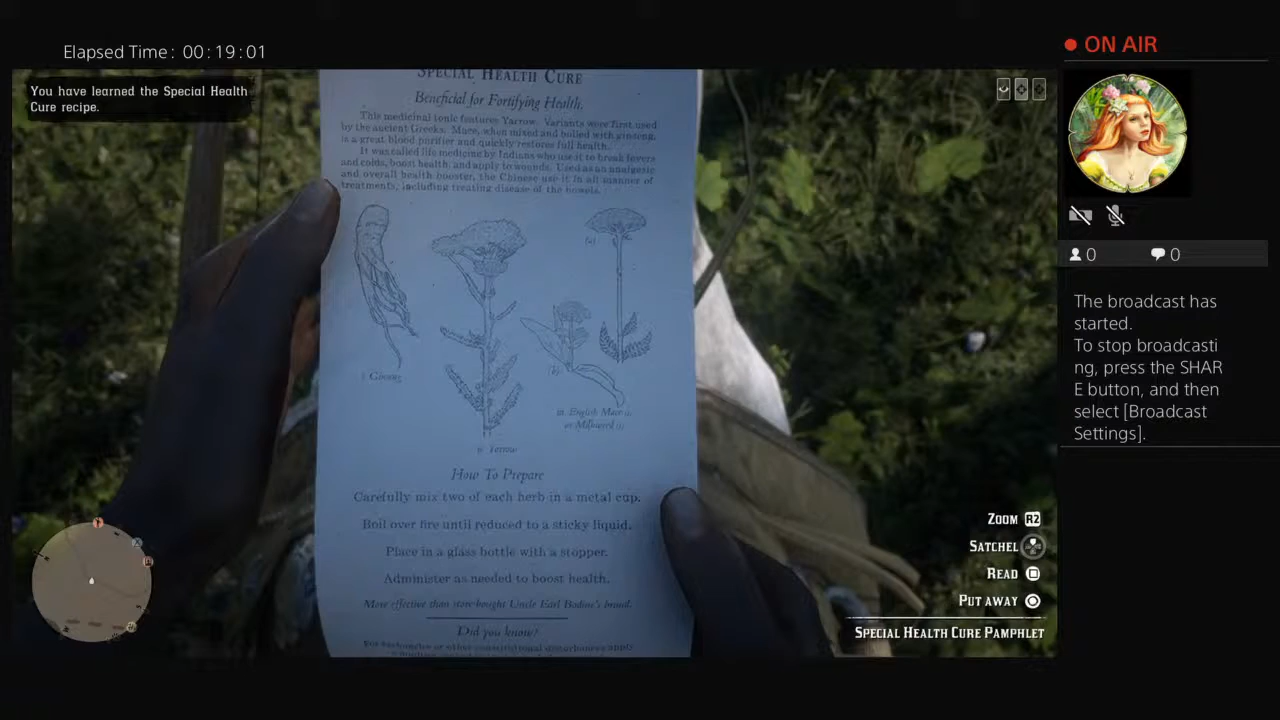 Elapsed Time: 00:19:01
ON AIR
You have learned the Special Health
Cure recipe.
SPECIAL HEALTH CURE
Beneficial for Fortifying Health.
This medicinal tonic features Yarrow. Variants were first used
by the ancient Greeks. More, when mixed and boiled with ginseng,
is a great blood purifier and quickly restores full health.
It was called life medicine by Indians who use it to break fevers
and colds, boost health, and apply to wounds. Used as an analgesic
and overall health booster, the Chinese use it in all manner of
treatments, including treating disease of the bowels.
(a)
i. Ginseng
(b)
iii. English Mace (a)
or Milfoil (b)
ii. Yarrow
How To Prepare
Carefully mix two of each herb in a metal cup.
Boil over fire until reduced to a sticky liquid.
Place in a glass bottle with a stopper.
Administer as needed to boost health.
More effective than store-bought Uncle Earl Bodine's brand.
Did you know?
0
0
The broadcast has
started.
To stop broadcasti
ng, press the SHAR
E button, and then
select [Broadcast
Settings].
ZOOM R2
SATCHEL
READ
PUT AWAY
SPECIAL HEALTH CURE PAMPHLET